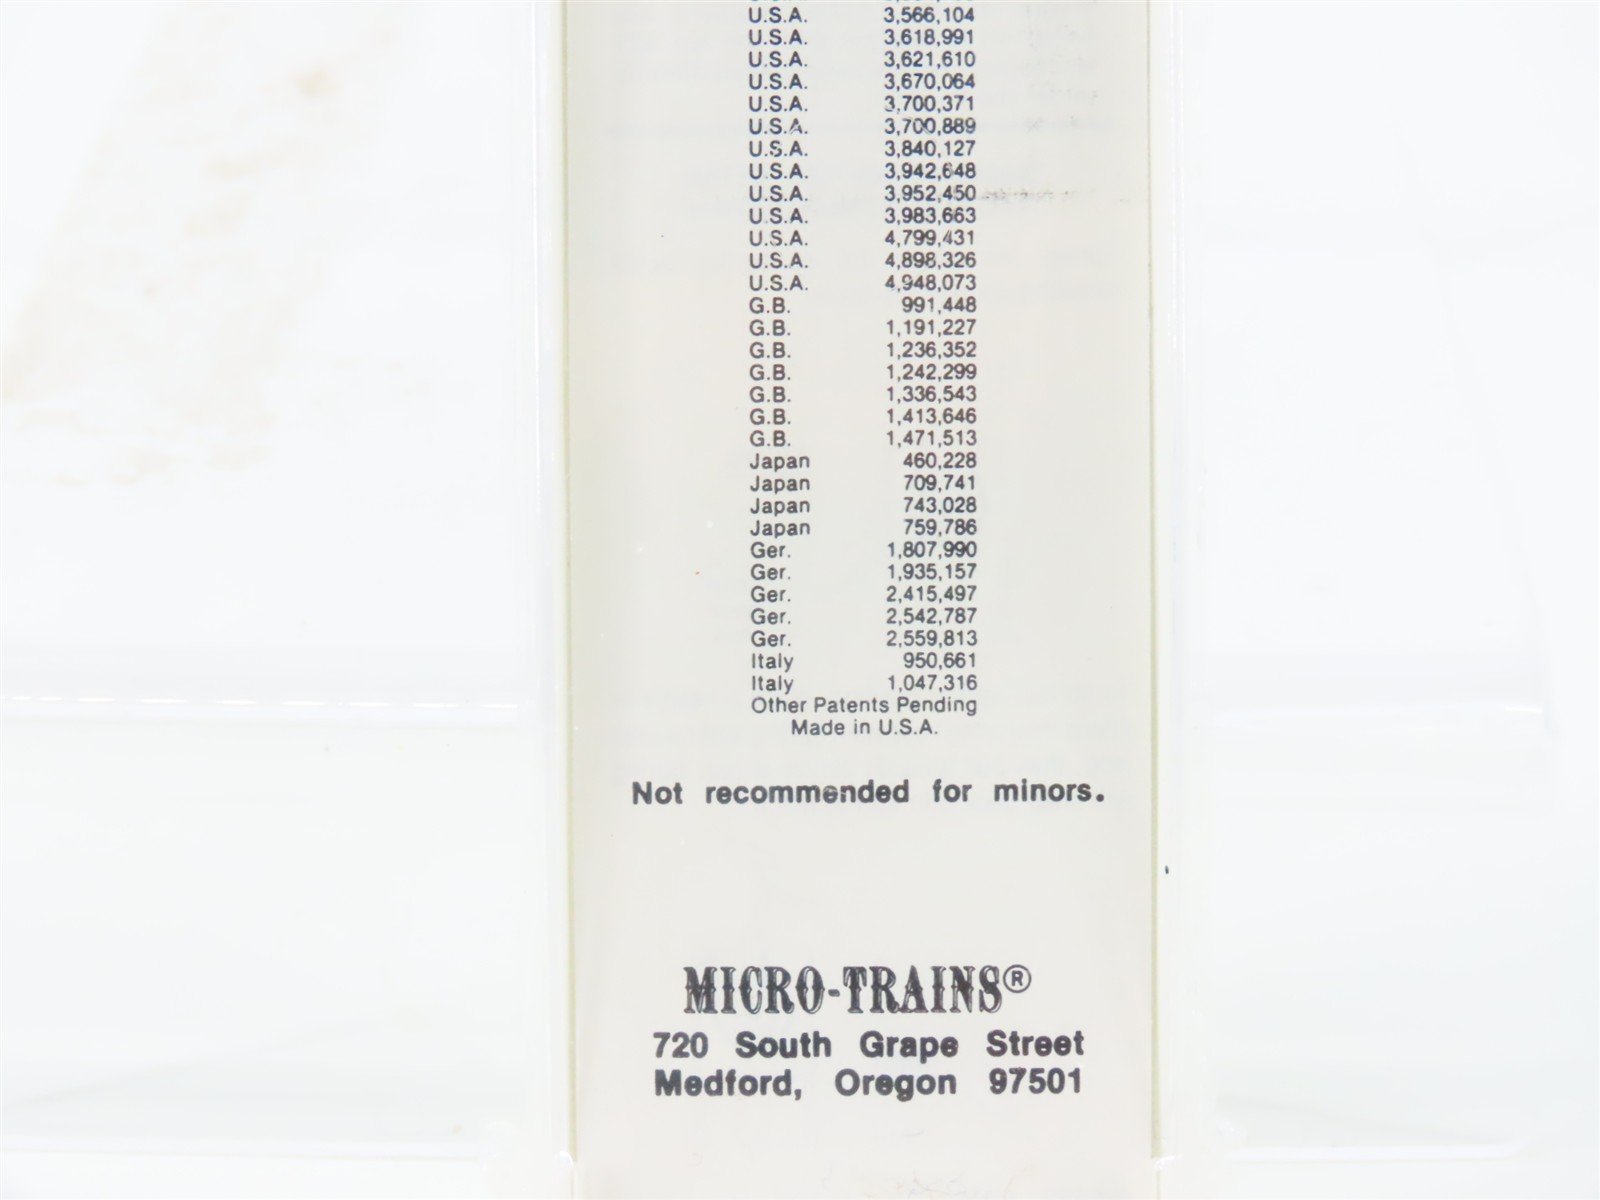 U.S.A. 3,566,104
U.S.A. 3,618,991
U.S.A. 3,621,610
U.S.A. 3,670,064
U.S.A. 3,700,371
U.S.A. 3,700,889
U.S.A. 3,840,127
U.S.A. 3,942,648
U.S.A. 3,952,450
U.S.A. 3,983,663
U.S.A. 4,799,431
U.S.A. 4,898,326
U.S.A. 4,948,073
G.B. 991,448
G.B. 1,191,227
G.B. 1,236,352
G.B. 1,242,299
G.B. 1,336,543
G.B. 1,413,646
G.B. 1,471,513
Japan 460,228
Japan 709,741
Japan 743,028
Japan 759,786
Ger. 1,807,990
Ger. 1,935,157
Ger. 2,415,497
Ger. 2,542,787
Ger. 2,559,813
Italy 950,661
Italy 1,047,316
Other Patents Pending
Made in U.S.A.
Not recommended for minors.
MICRO-TRAINS®
720 South Grape Street
Medford, Oregon 97501